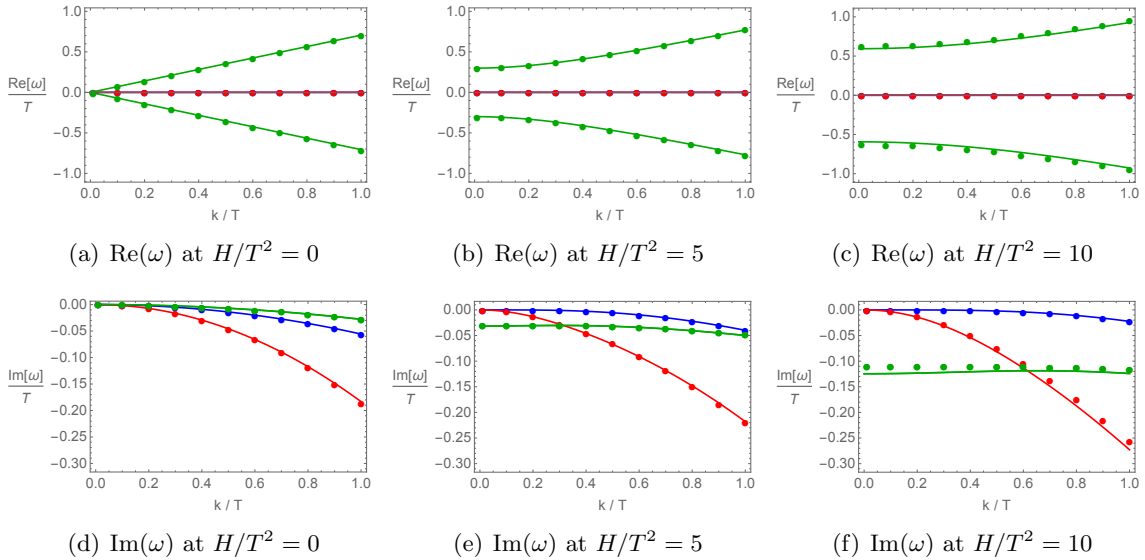 1.0
0.5
0.0
−0.5
−1.0
Re[ω]
T
0.0 0.2 0.4 0.6 0.8 1.0
k / T
(a) Re(ω) at H/T² = 0
1.0
0.5
0.0
−0.5
−1.0
Re[ω]
T
0.0 0.2 0.4 0.6 0.8 1.0
k / T
(b) Re(ω) at H/T² = 5
1.0
0.5
0.0
−0.5
−1.0
Re[ω]
T
0.0 0.2 0.4 0.6 0.8 1.0
k / T
(c) Re(ω) at H/T² = 10
0.00
−0.05
−0.10
−0.15
−0.20
−0.25
−0.30
Im[ω]
T
0.0 0.2 0.4 0.6 0.8 1.0
k / T
(d) Im(ω) at H/T² = 0
0.00
−0.05
−0.10
−0.15
−0.20
−0.25
−0.30
Im[ω]
T
0.0 0.2 0.4 0.6 0.8 1.0
k / T
(e) Im(ω) at H/T² = 5
0.00
−0.05
−0.10
−0.15
−0.20
−0.25
−0.30
Im[ω]
T
0.0 0.2 0.4 0.6 0.8 1.0
k / T
(f) Im(ω) at H/T² = 10